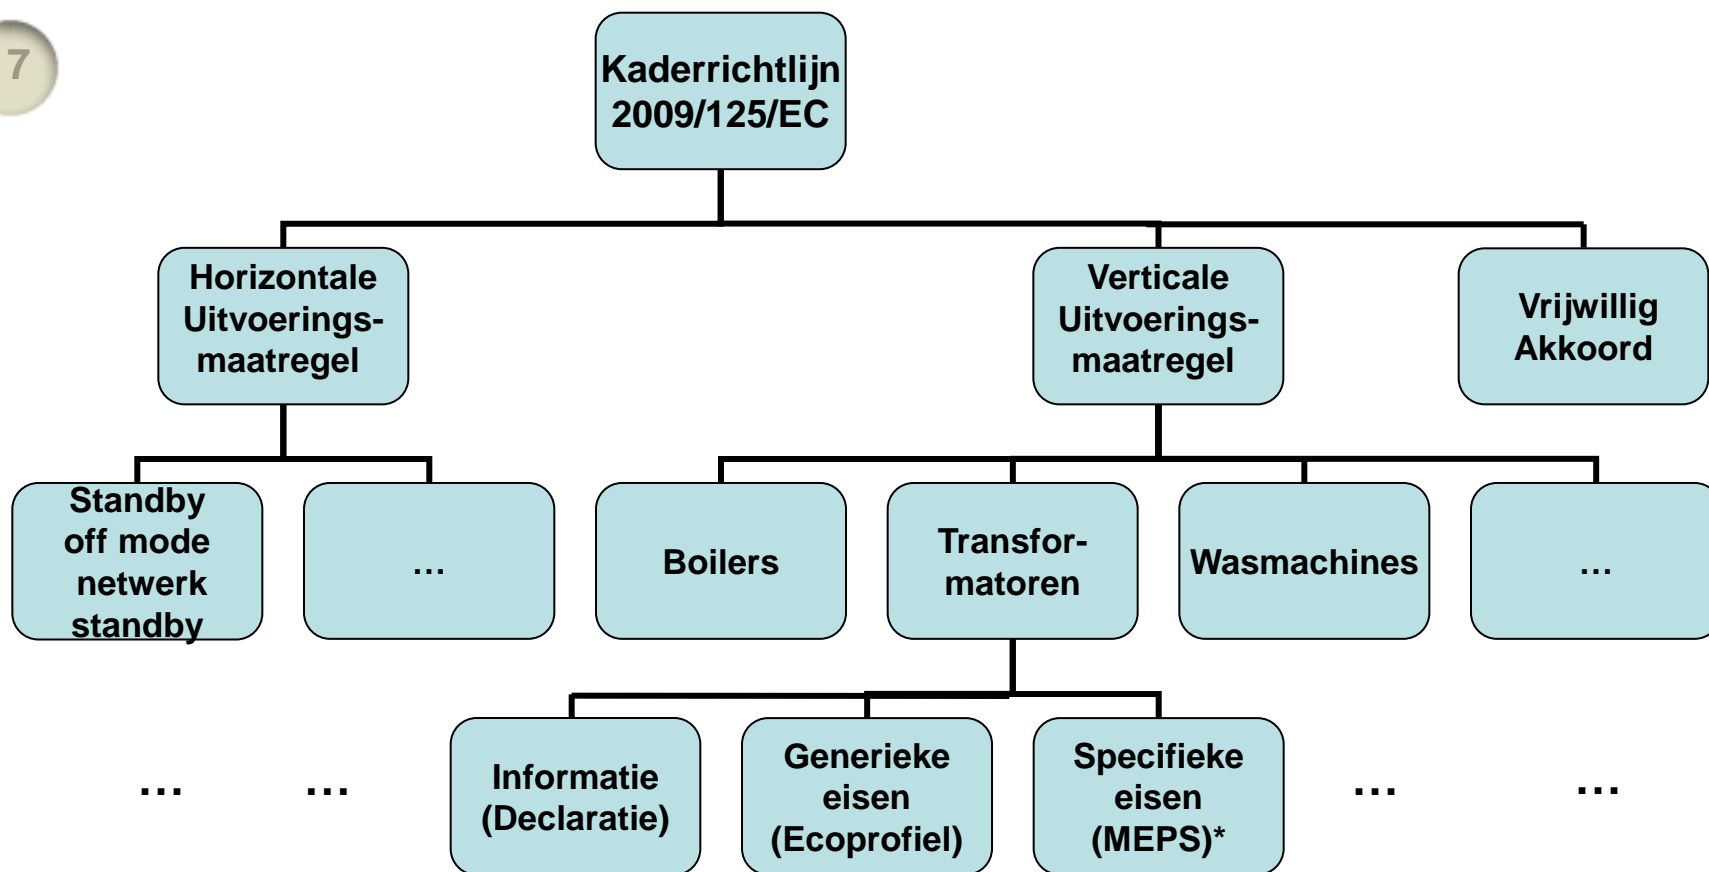 7
Kaderrichtlijn
2009/125/EC
Horizontale
Uitvoerings-
maatregel
Verticale
Uitvoerings-
maatregel
Vrijwillig
Akkoord
Standby
off mode
netwerk
standby
...
Boilers
Transfor-
matoren
Wasmachines
...
...
...
Informatie
(Declaratie)
Generieke
eisen
(Ecoprofiel)
Specifieke
eisen
(MEPS)*
...
...